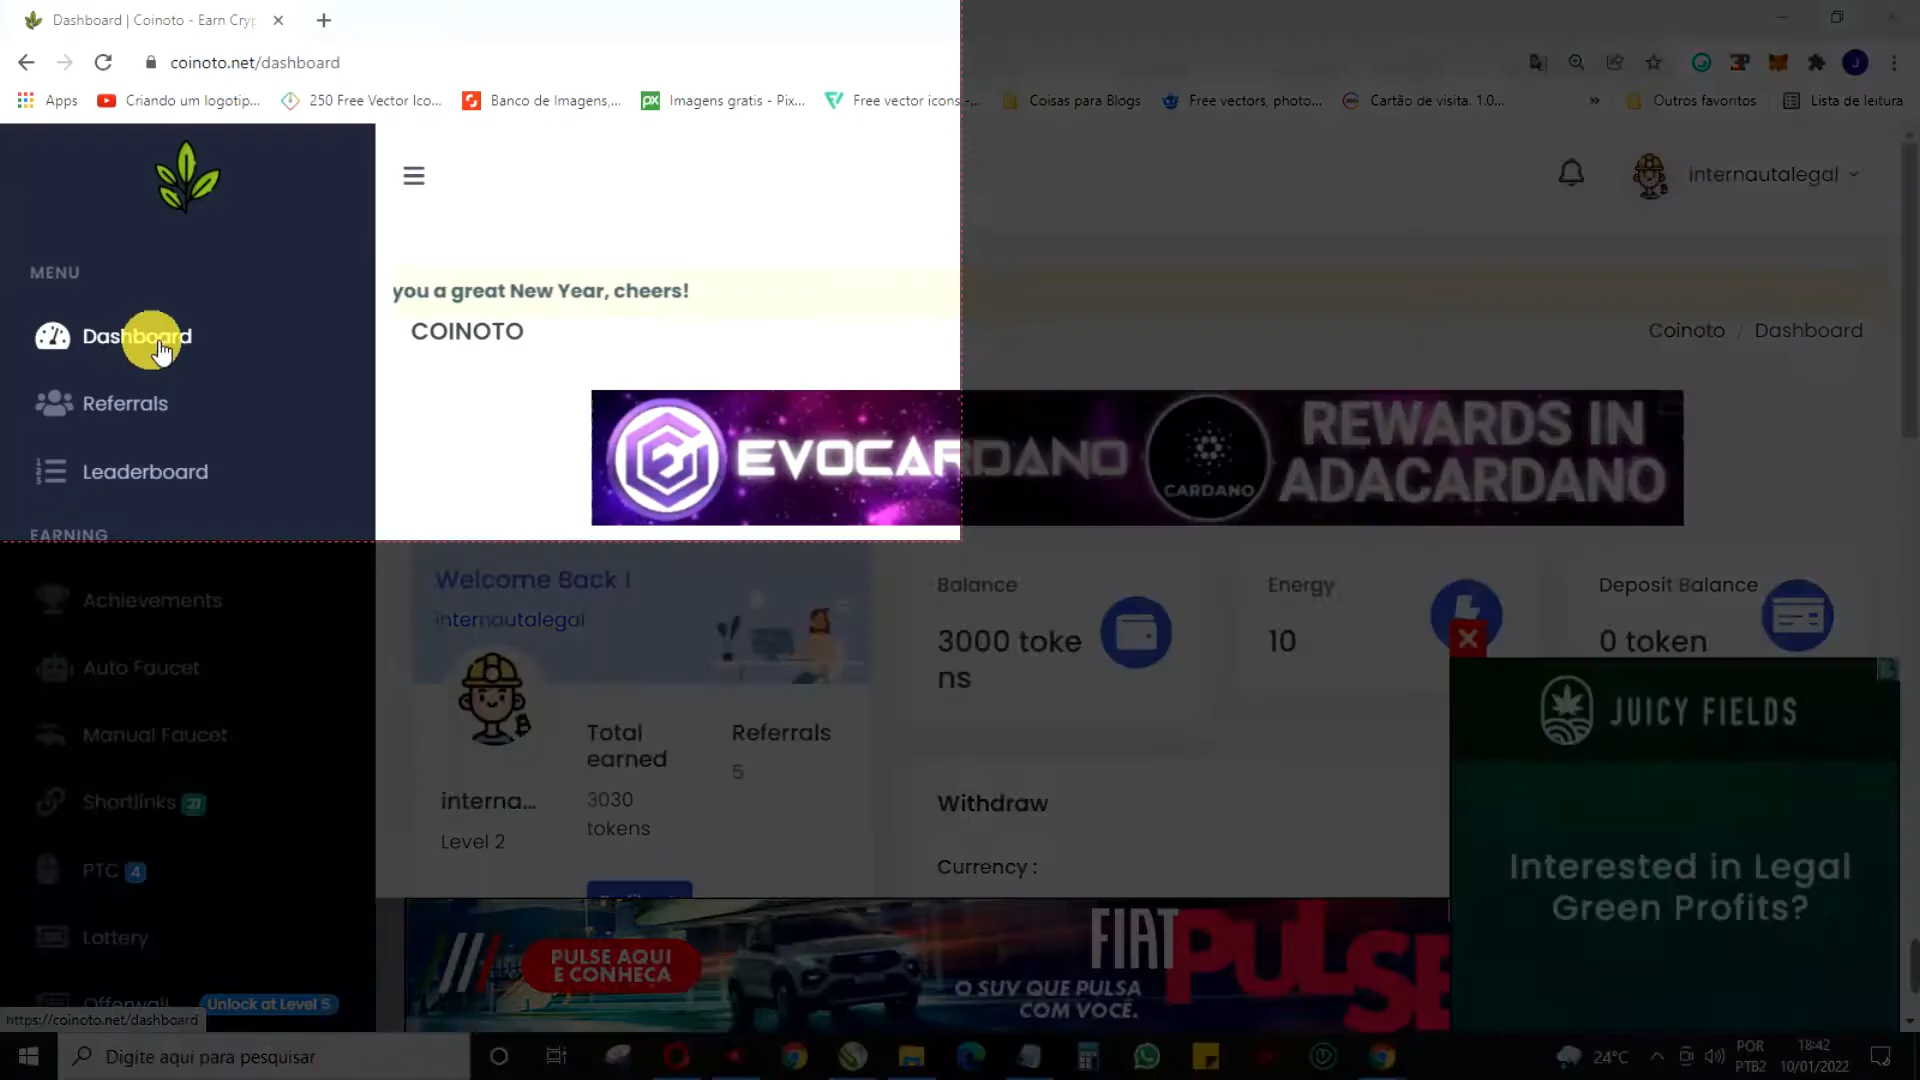 Dashboard | Coinoto - Earn Cryp
coinoto.net/dashboard
Apps
Criando um logotip...
250 Free Vector Ico...
Banco de Imagens,...
Imagens gratis - Pix...
Free vector icons -...
Coisas para Blogs
Free vectors, photo...
Cartão de visita. 1.0...
»
Outros favoritos
Lista de leitura
internautalegal
MENU
you a great New Year, cheers!
COINOTO
Coinoto / Dashboard
Dashboard
Referrals
Leaderboard
EVOCARDANO
CARDANO
REWARDS IN
ADACARDANO
EARNING
Achievements
Auto Faucet
Manual Faucet
Shortlinks 21
PTC 4
Lottery
Offerwall Unlock at Level 5
https://coinoto.net/dashboard
Welcome Back !
internautalegal
interna...
Level 2
Total
earned
3030
tokens
Referrals
5
Balance
3000 toke
ns
Energy
10
Deposit Balance
0 token
Withdraw
Currency :
JUICY FIELDS
Interested in Legal
Green Profits?
PULSE AQUI
E CONHEÇA
O SUV QUE PULSA
COM VOCÊ.
FIAT
PULSE
Digite aqui para pesquisar
24°C
POR
PTB2
18:42
10/01/2022